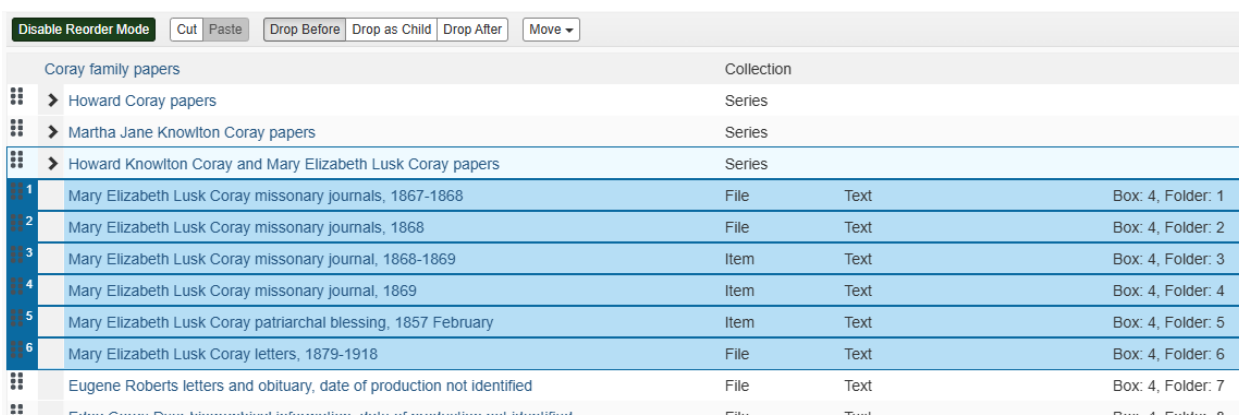 Disable Reorder Mode Cut Paste Drop Before Drop as Child Drop After Move
Coray family papers Collection
Howard Coray papers Series
Martha Jane Knowlton Coray papers Series
Howard Knowlton Coray and Mary Elizabeth Lusk Coray papers Series
1 Mary Elizabeth Lusk Coray missonary journals, 1867-1868 File Text Box: 4, Folder: 1
2 Mary Elizabeth Lusk Coray missonary journals, 1868 File Text Box: 4, Folder: 2
3 Mary Elizabeth Lusk Coray missonary journal, 1868-1869 Item Text Box: 4, Folder: 3
4 Mary Elizabeth Lusk Coray missonary journal, 1869 Item Text Box: 4, Folder: 4
5 Mary Elizabeth Lusk Coray patriarchal blessing, 1857 February Item Text Box: 4, Folder: 5
6 Mary Elizabeth Lusk Coray letters, 1879-1918 File Text Box: 4, Folder: 6
Eugene Roberts letters and obituary, date of production not identified File Text Box: 4, Folder: 7